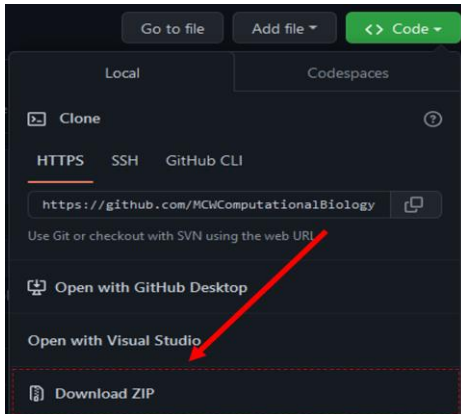 Go to file Add file Code
Local Codespaces
Clone
HTTPS SSH GitHub CLI
https://github.com/MCWComputationalBiology
Use Git or checkout with SVN using the web URL.
Open with GitHub Desktop
Open with Visual Studio
Download ZIP